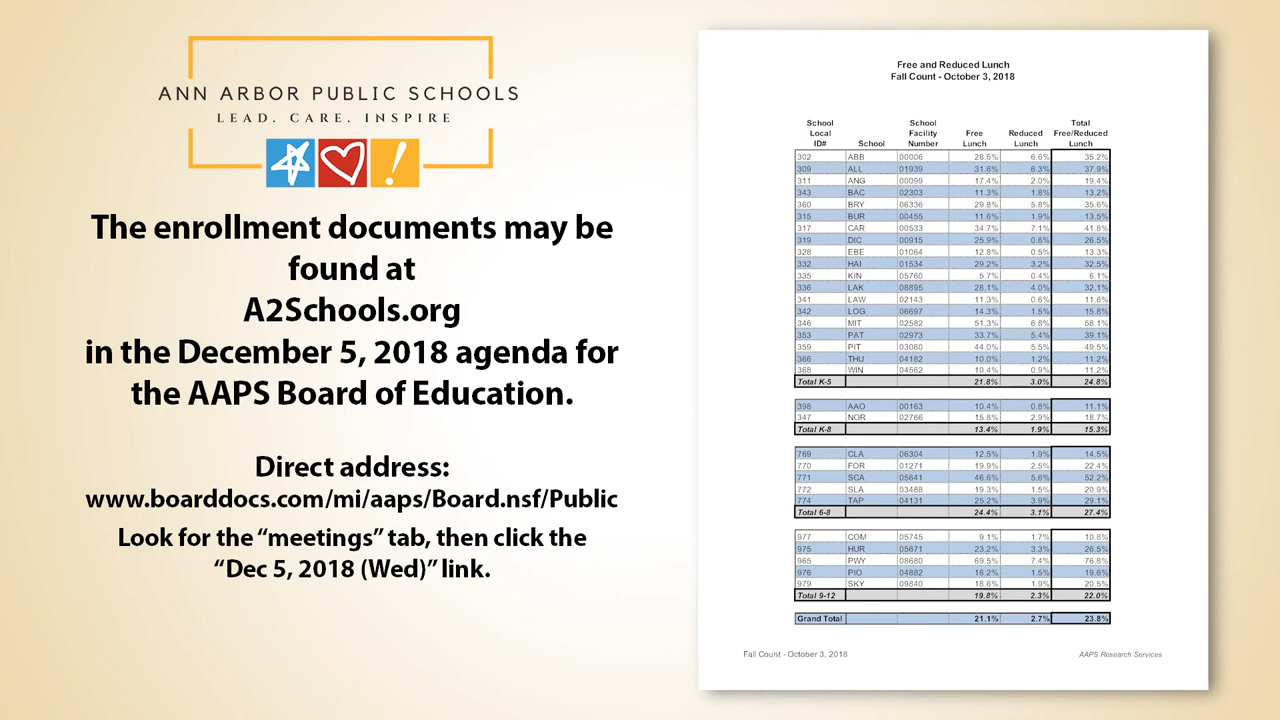 ANN ARBOR PUBLIC SCHOOLS
LEAD. CARE. INSPIRE
The enrollment documents may be
found at
A2Schools.org
in the December 5, 2018 agenda for
the AAPS Board of Education.
Direct address:
www.boarddocs.com/mi/aaps/Board.nsf/Public
Look for the “meetings” tab, then click the
“Dec 5, 2018 (Wed)” link.
Free and Reduced Lunch
Fall Count - October 3, 2018
School School Total
Local Facility Free Reduced Free/Reduced
ID# School Number Lunch Lunch Lunch
302 ABB 00006 28.6% 6.6% 35.2%
309 ALL 01939 31.6% 6.3% 37.9%
311 ANG 00099 17.4% 2.0% 19.4%
343 BAC 02303 11.3% 1.8% 13.2%
360 BRY 06336 29.8% 5.8% 35.6%
315 BUR 00455 11.6% 1.9% 13.5%
317 CAR 00533 34.7% 7.1% 41.8%
319 DIC 00915 25.9% 0.6% 26.5%
328 EBE 01064 12.8% 0.5% 13.3%
332 HAI 01534 29.2% 3.2% 32.5%
335 KIN 05760 5.7% 0.4% 6.1%
336 LAK 08895 28.1% 4.0% 32.1%
341 LAW 02143 11.3% 0.6% 11.8%
342 LOG 06697 14.3% 1.5% 15.8%
346 MIT 02582 51.3% 6.8% 58.1%
353 PAT 02973 33.7% 5.4% 39.1%
359 PIT 03060 44.0% 5.5% 49.5%
366 THU 04182 10.0% 1.2% 11.2%
368 WIN 04562 10.4% 0.9% 11.2%
Total K-5 21.8% 3.0% 24.8%
398 AAO 00163 10.4% 0.8% 11.1%
347 NOR 02766 15.8% 2.9% 18.7%
Total K-8 13.4% 1.9% 15.3%
769 CLA 06304 12.5% 1.9% 14.5%
770 FOR 01271 19.9% 2.5% 22.4%
771 SCA 05641 46.6% 5.6% 52.2%
772 SLA 03488 19.3% 1.5% 20.9%
774 TAP 04131 25.2% 3.9% 29.1%
Total 6-8 24.4% 3.1% 27.4%
977 COM 05745 9.1% 1.7% 10.8%
975 HUR 05671 23.2% 3.3% 26.5%
965 PWY 08680 69.5% 7.4% 76.8%
976 PIO 04882 18.2% 1.5% 19.6%
979 SKY 09840 18.6% 1.9% 20.5%
Total 9-12 19.8% 2.3% 22.0%
Grand Total 21.1% 2.7% 23.8%
Fall Count - October 3, 2018 AAPS Research Services